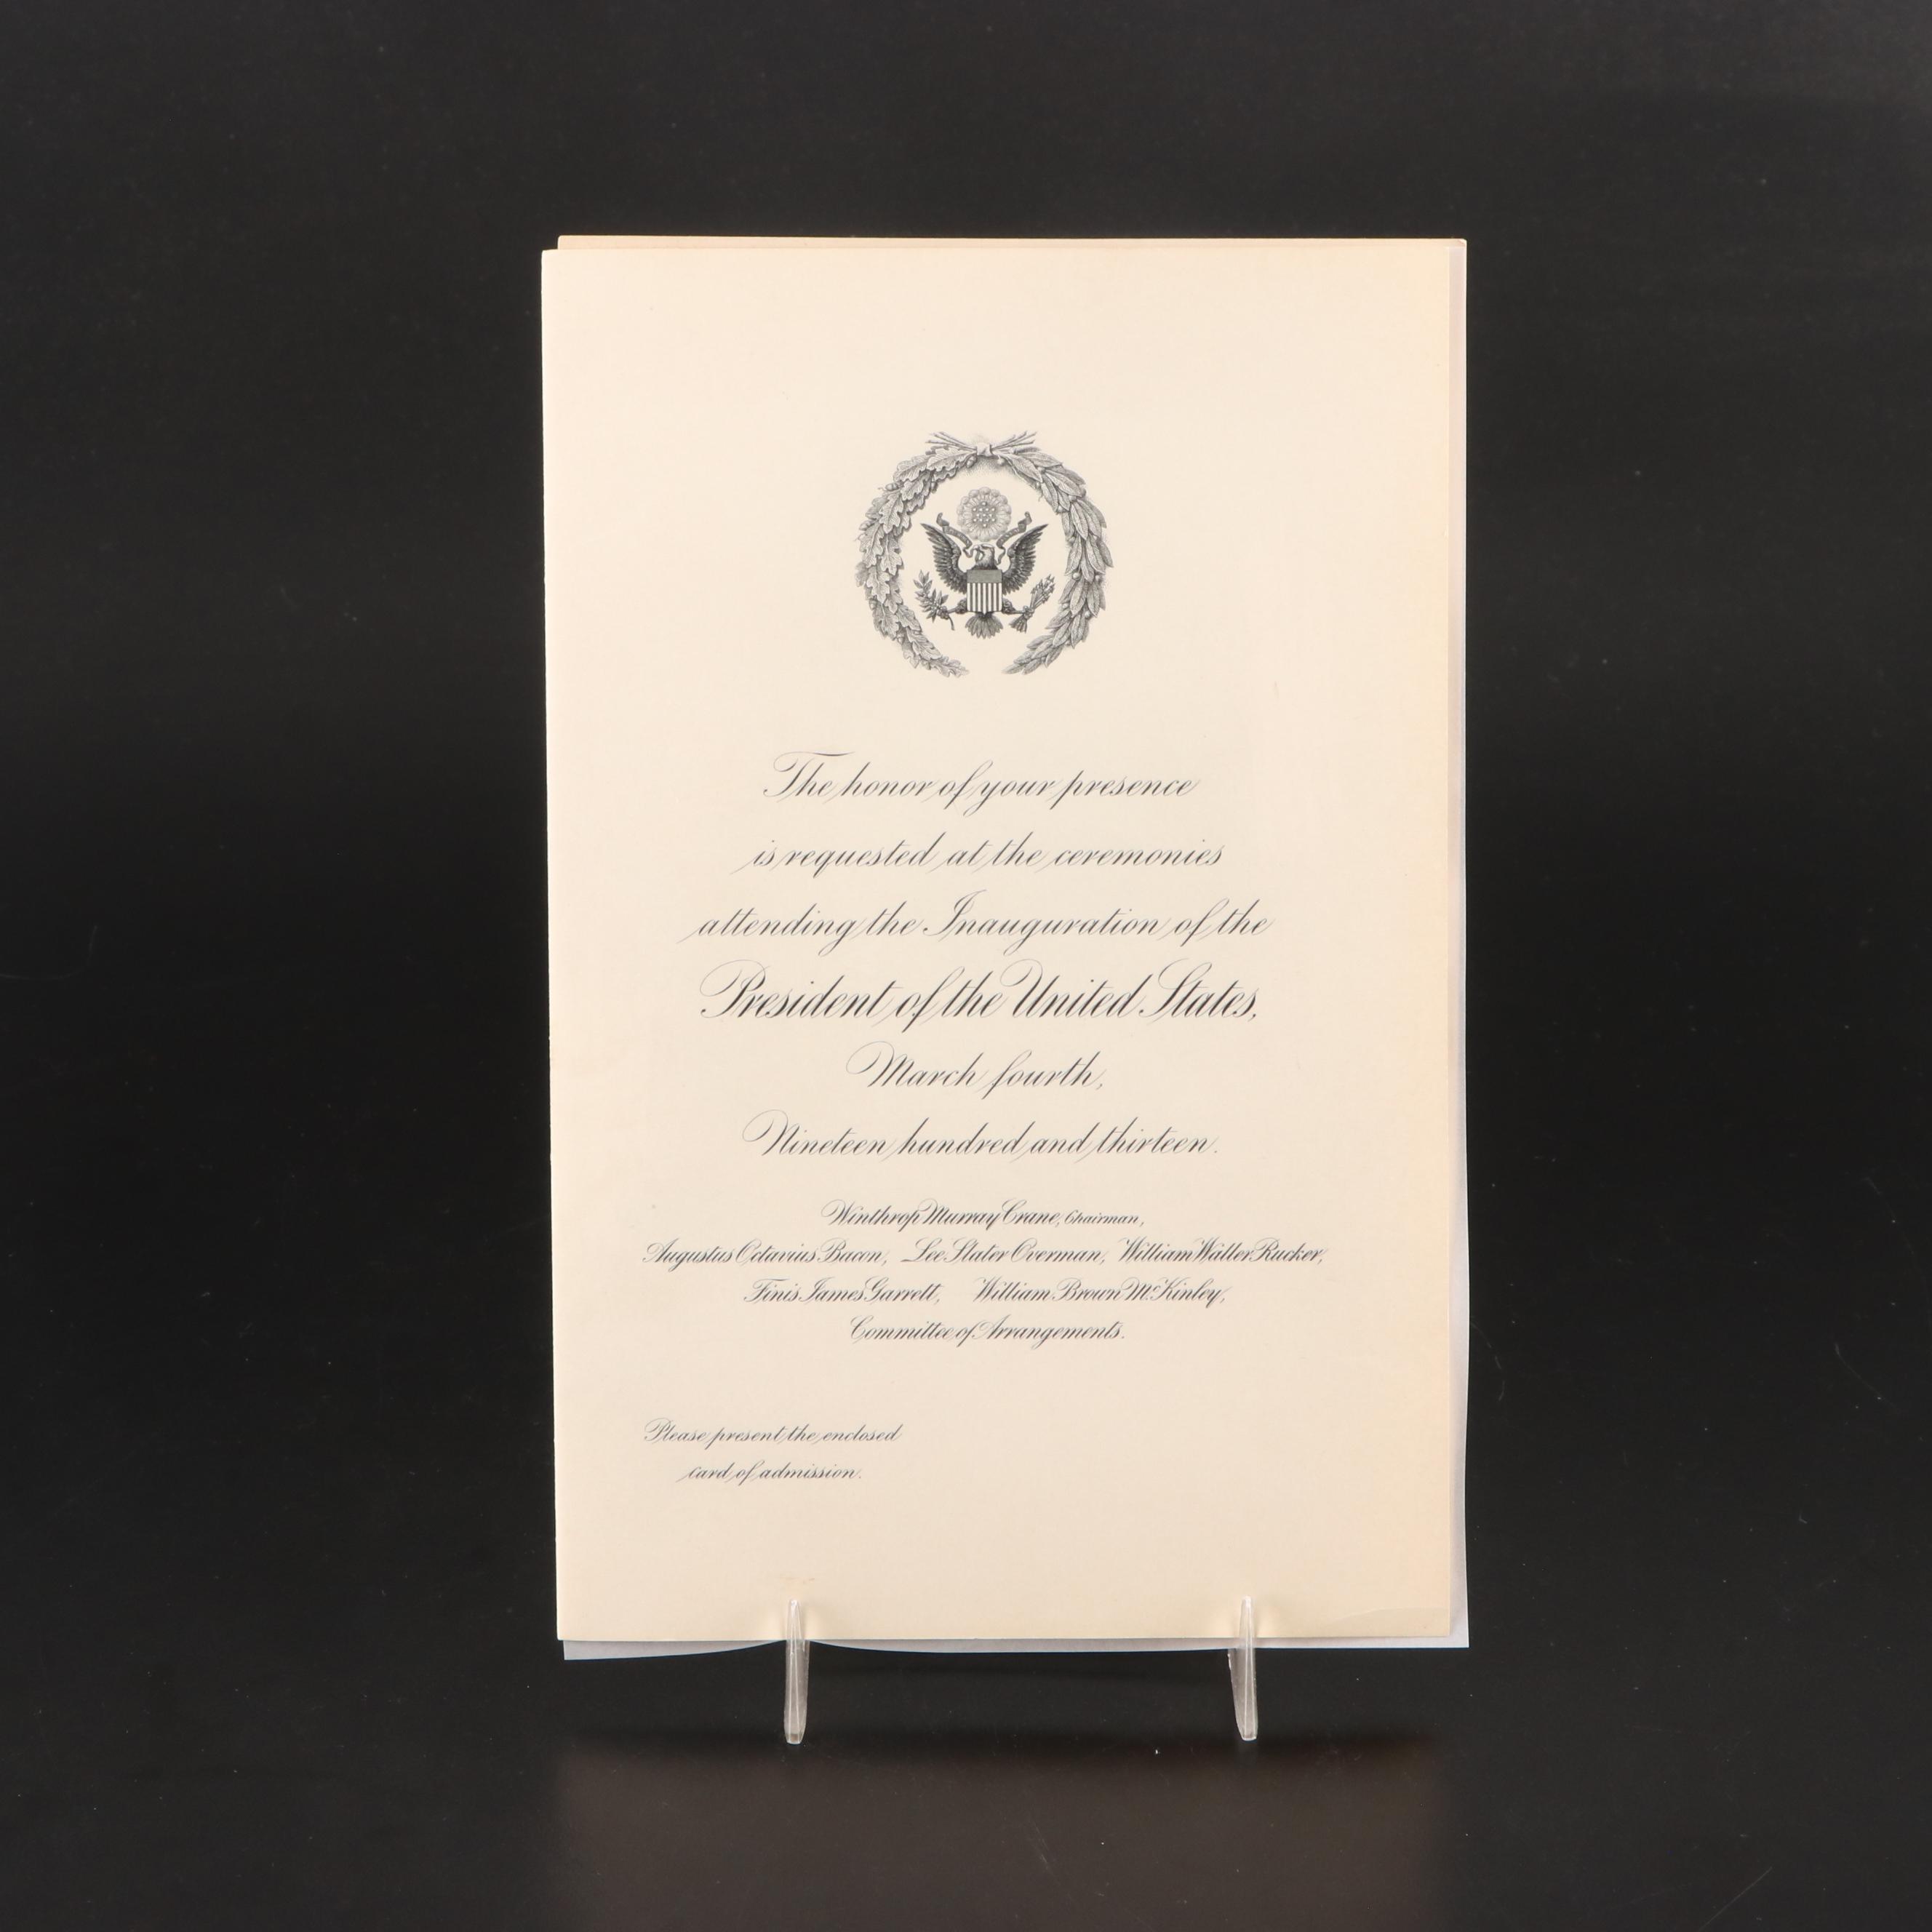 The honor of your presence
is requested at the ceremonies
attending the Inauguration of the
President of the United States,
March fourth,
Nineteen hundred and thirteen.
Winthrop Murray Crane, Chairman,
Augustus Octavius Bacon, Lee Slater Overman, William Waller Rucker,
Finis James Garrett, William Brown McKinley,
Committee of Arrangements.
Please present the enclosed
card of admission.